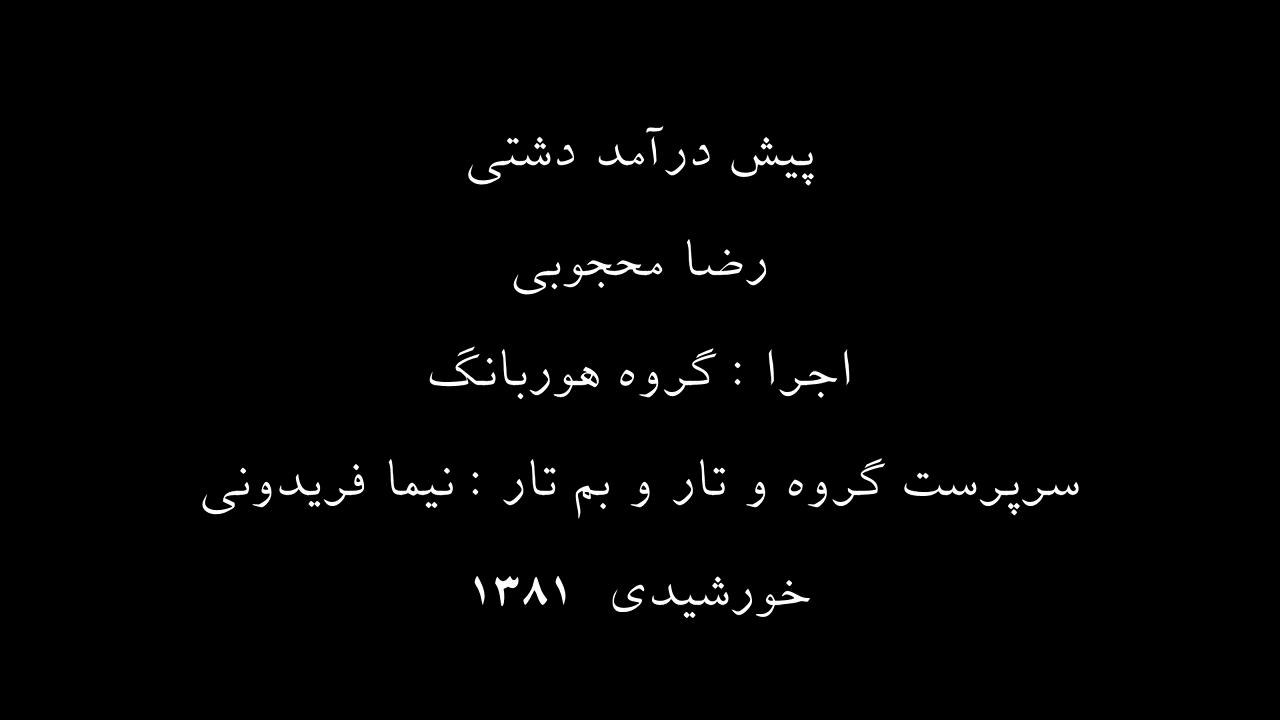 پیش درآمد دشتی
رضا محجوبی
اجرا : گروه هوربانگ
سرپرست گروه و تار و بم تار : نیما فریدونی
خورشیدی ۱۳۸۱